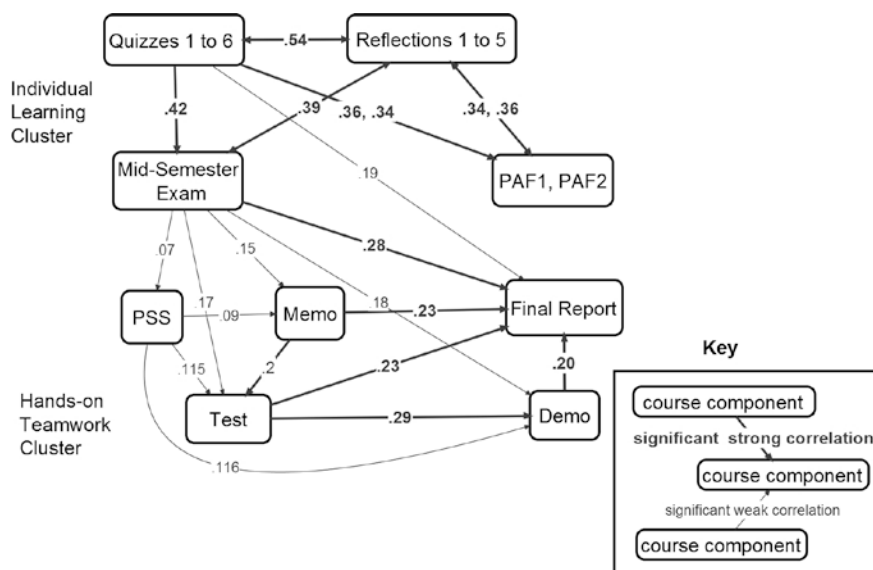 Quizzes 1 to 6
.54
Reflections 1 to 5
Individual
Learning
Cluster
.42
.39
.36, .34
.34, .36
Mid-Semester
Exam
.19
PAF1, PAF2
.07
.15
.28
.17
.18
PSS
.09
Memo
.23
Final Report
.115
.2
.23
.20
Hands-on
Teamwork
Cluster
Test
.29
Demo
.116
Key
course component
significant strong correlation
course component
significant weak correlation
course component